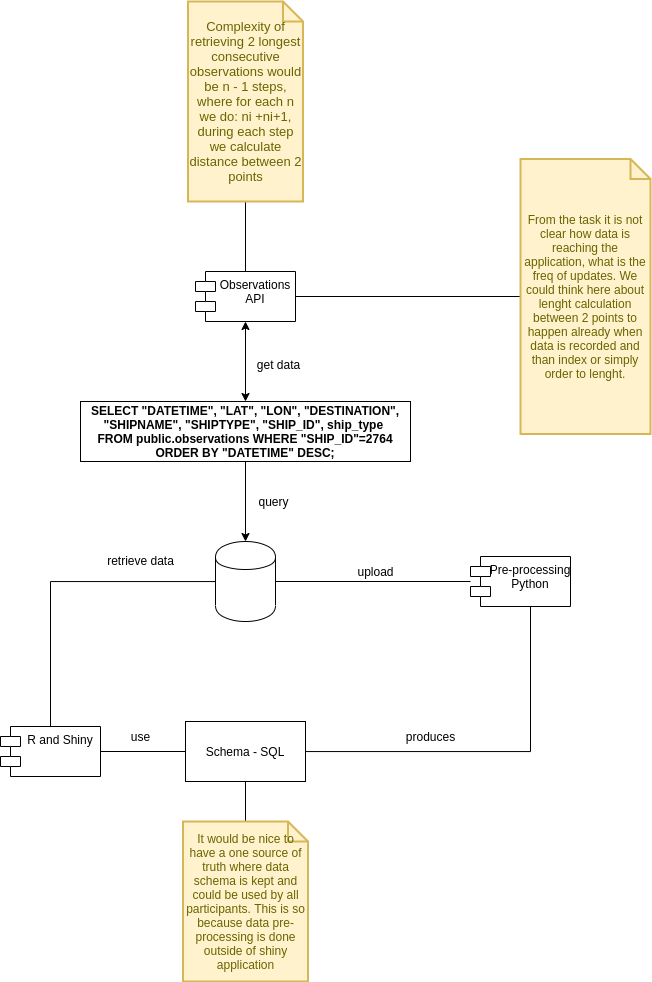 Complexity of
retrieving 2 longest
consecutive
observations would
be n - 1 steps,
where for each n
we do: ni +ni+1,
during each step
we calculate
distance between 2
points
From the task it is not
clear how data is
reaching the
application, what is the
freq of updates. We
could think here about
lenght calculation
between 2 points to
happen already when
data is recorded and
than index or simply
order to lenght.
Observations
API
get data
SELECT "DATETIME", "LAT", "LON", "DESTINATION",
"SHIPNAME", "SHIPTYPE", "SHIP_ID", ship_type
FROM public.observations WHERE "SHIP_ID"=2764
ORDER BY "DATETIME" DESC;
query
retrieve data
upload
Pre-processing
Python
R and Shiny
use
Schema - SQL
produces
It would be nice to
have a one source of
truth where data
schema is kept and
could be used by all
participants. This is so
because data pre-
processing is done
outside of shiny
application